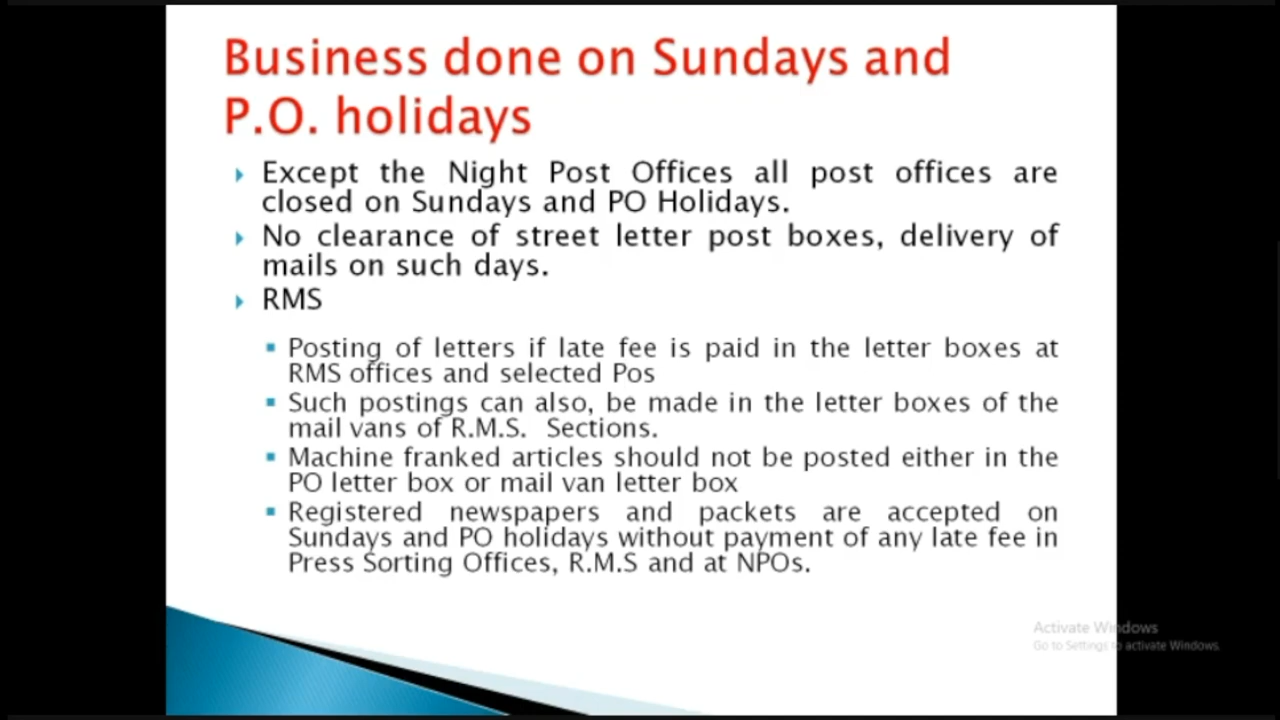 Business done on Sundays and
P.O. holidays
Except the Night Post Offices all post offices are
closed on Sundays and PO Holidays.
No clearance of street letter post boxes, delivery of
mails on such days.
RMS
Posting of letters if late fee is paid in the letter boxes at
RMS offices and selected Pos
Such postings can also, be made in the letter boxes of the
mail vans of R.M.S. Sections.
Machine franked articles should not be posted either in the
PO letter box or mail van letter box
Registered newspapers and packets are accepted on
Sundays and PO holidays without payment of any late fee in
Press Sorting Offices, R.M.S and at NPOs.
Activate Windows
Go to Settings to activate Windows.